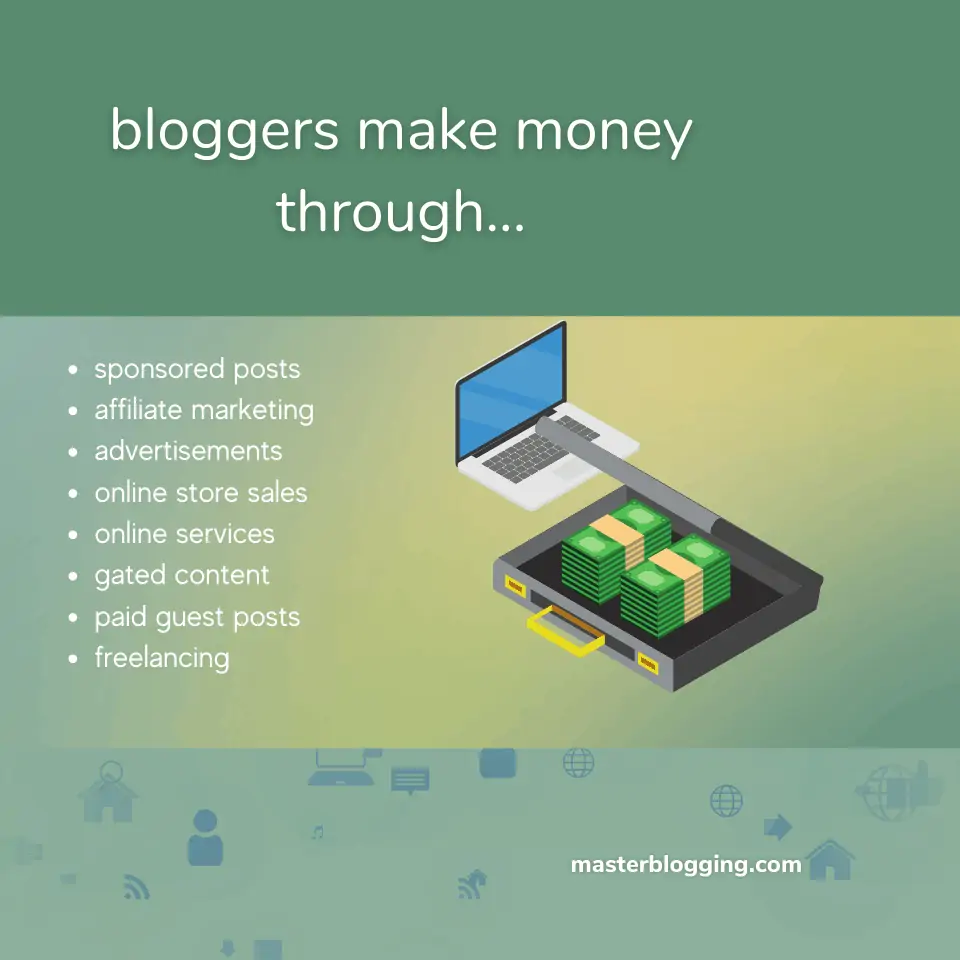 bloggers make money
through...
• sponsored posts
• affiliate marketing
• advertisements
• online store sales
• online services
• gated content
• paid guest posts
• freelancing
masterblogging.com